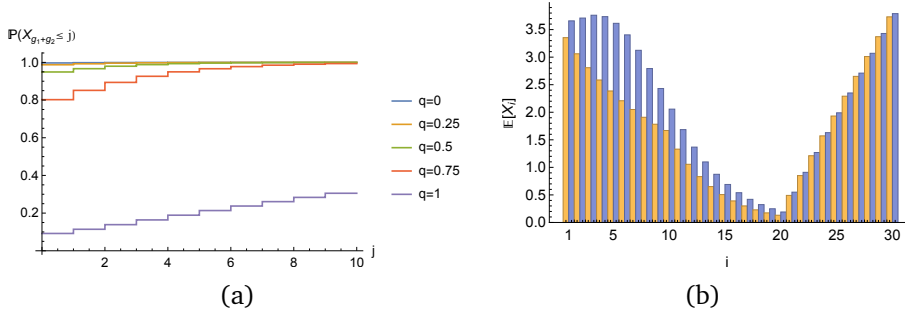 ℙ(X_{g₁+g₂} ≤ j)
1.0
0.8
0.6
0.4
0.2
2 4 6 8 10 j
q=0
q=0.25
q=0.5
q=0.75
q=1
(a)
𝔼[X_i]
3.5
3.0
2.5
2.0
1.5
1.0
0.5
0.0
1 5 10 15 20 25 30
i
(b)